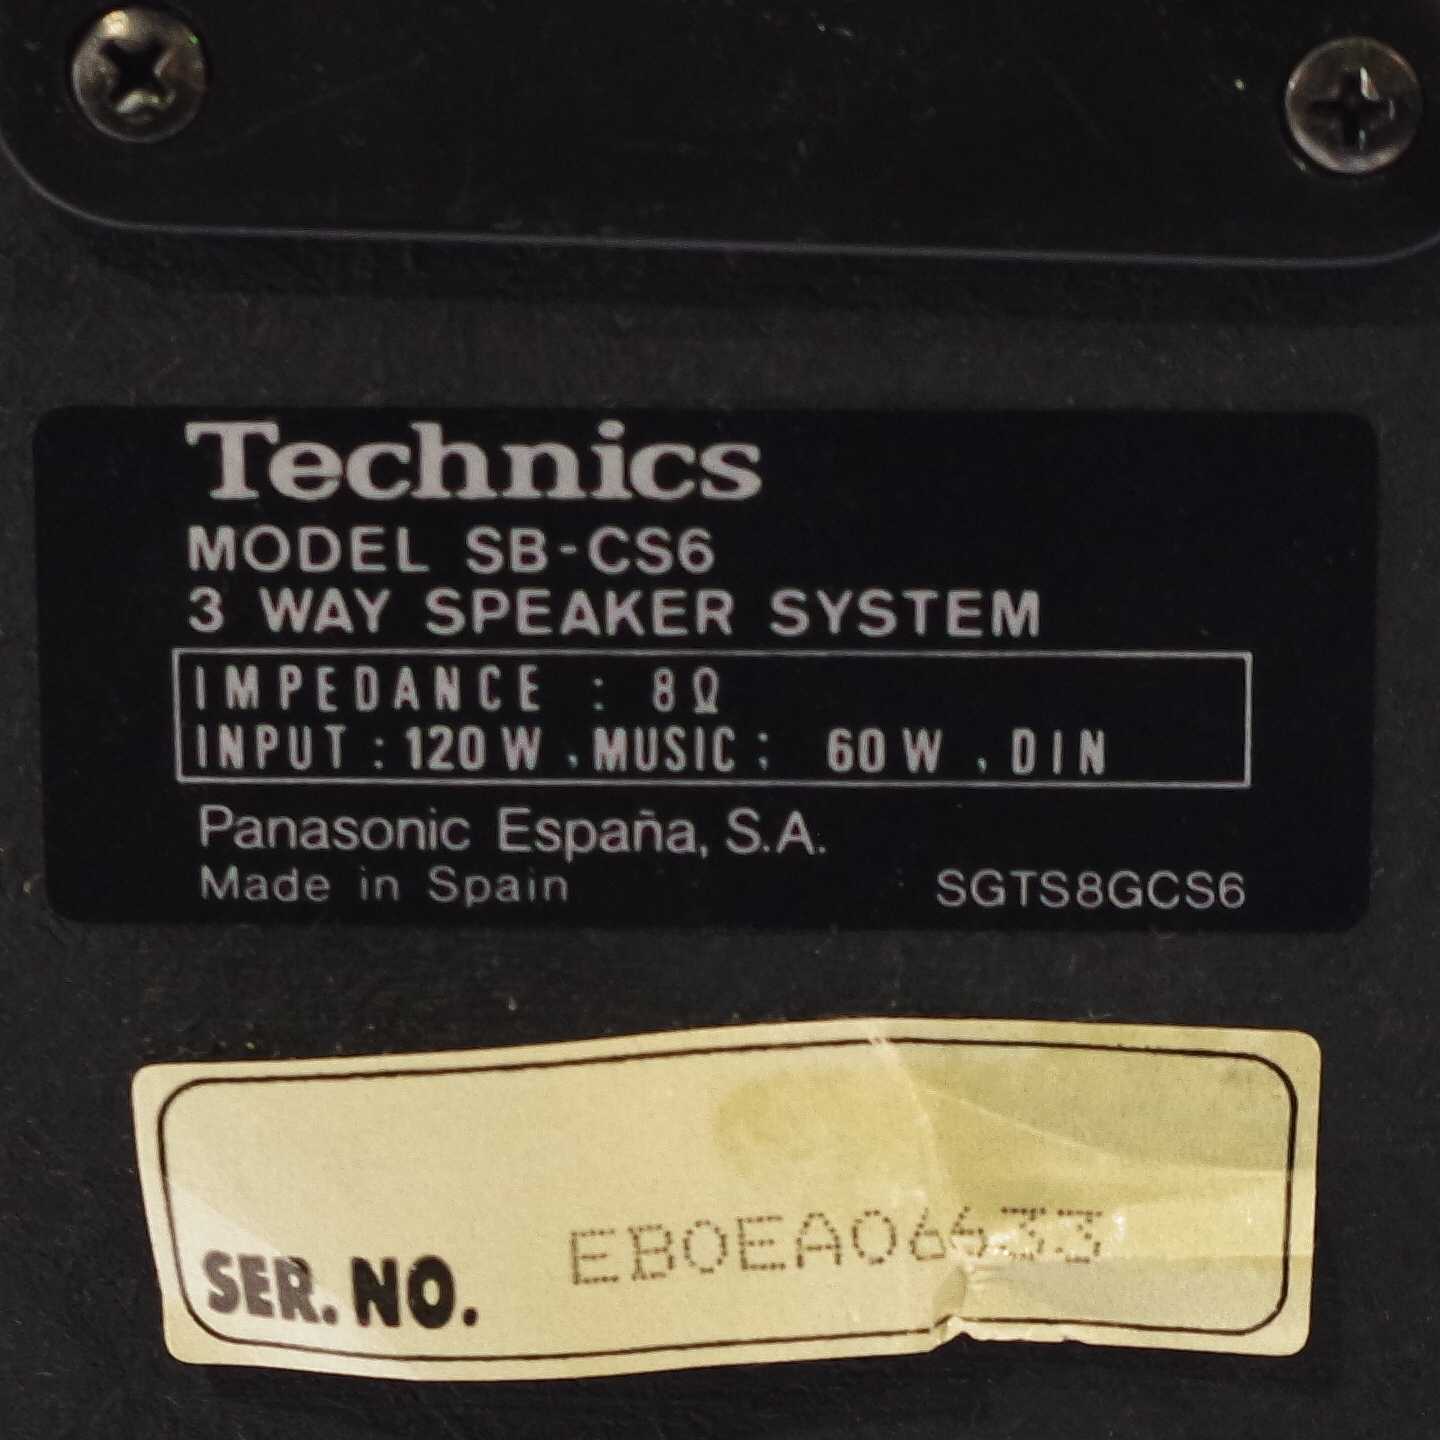 Technics
MODEL SB-CS6
3 WAY SPEAKER SYSTEM
IMPEDANCE : 8Ω
INPUT : 120 W , MUSIC ; 60 W , DIN
Panasonic España, S.A.
Made in Spain
SGTS8GCS6
SER. NO. EB0EA06633